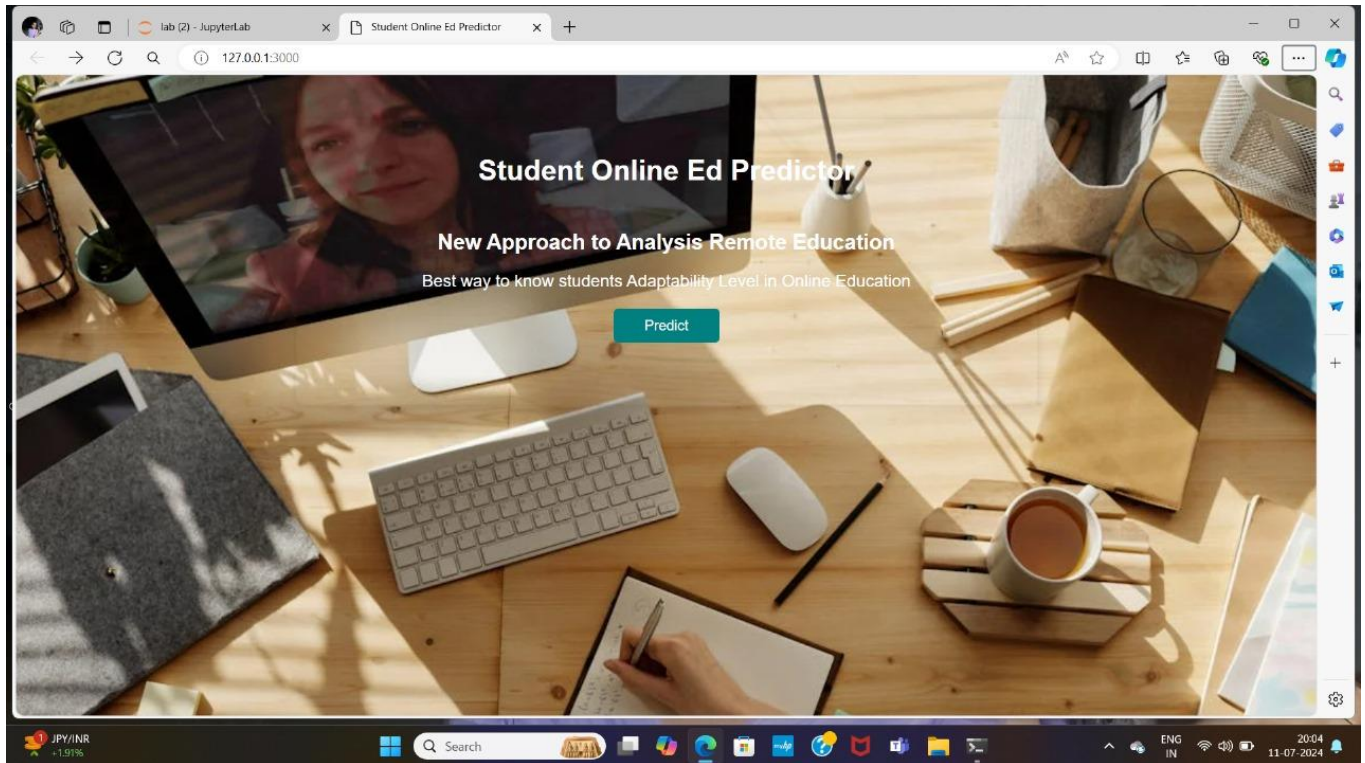 lab (2) - JupyterLab
Student Online Ed Predictor
127.0.0.1:3000
Student Online Ed Predictor
New Approach to Analysis Remote Education
Best way to know students Adaptability Level in Online Education
Predict
1
JPY/INR
+1.91%
Search
ENG
IN
20:04
11-07-2024